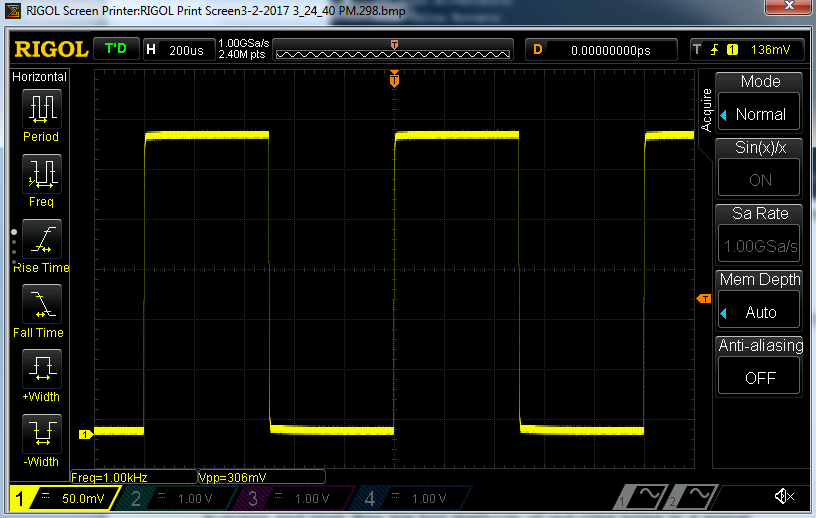 RIGOL Screen Printer:RIGOL Print Screen3-2-2017 3_24_40 PM.298.bmp
RIGOL T'D H 200us 1.00GSa/s 2.40M pts T D 0.00000000ps T 1 136mV
Horizontal
Period
Freq
Rise Time
Fall Time
+Width
-Width
T
T
1
Acquire
Mode
Normal
Sin(x)/x
ON
Sa Rate
1.00GSa/s
Mem Depth
Auto
Anti-aliasing
OFF
Freq=1.00kHz Vpp=306mV
1 50.0mV 2 1.00 V 3 1.00 V 4 1.00 V 1 2